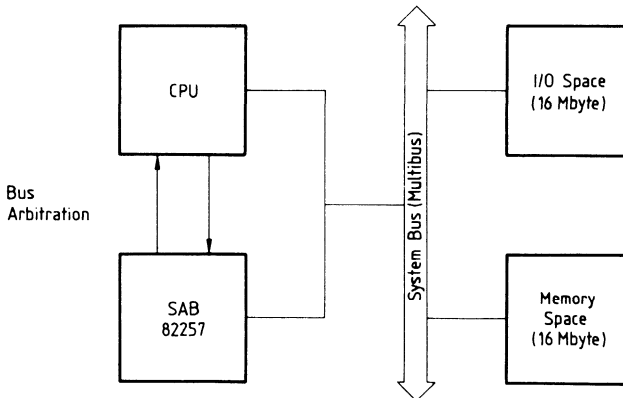 CPU
Bus
Arbitration
SAB
82257
System Bus (Multibus)
I/O Space
(16 Mbyte)
Memory
Space
(16 Mbyte)